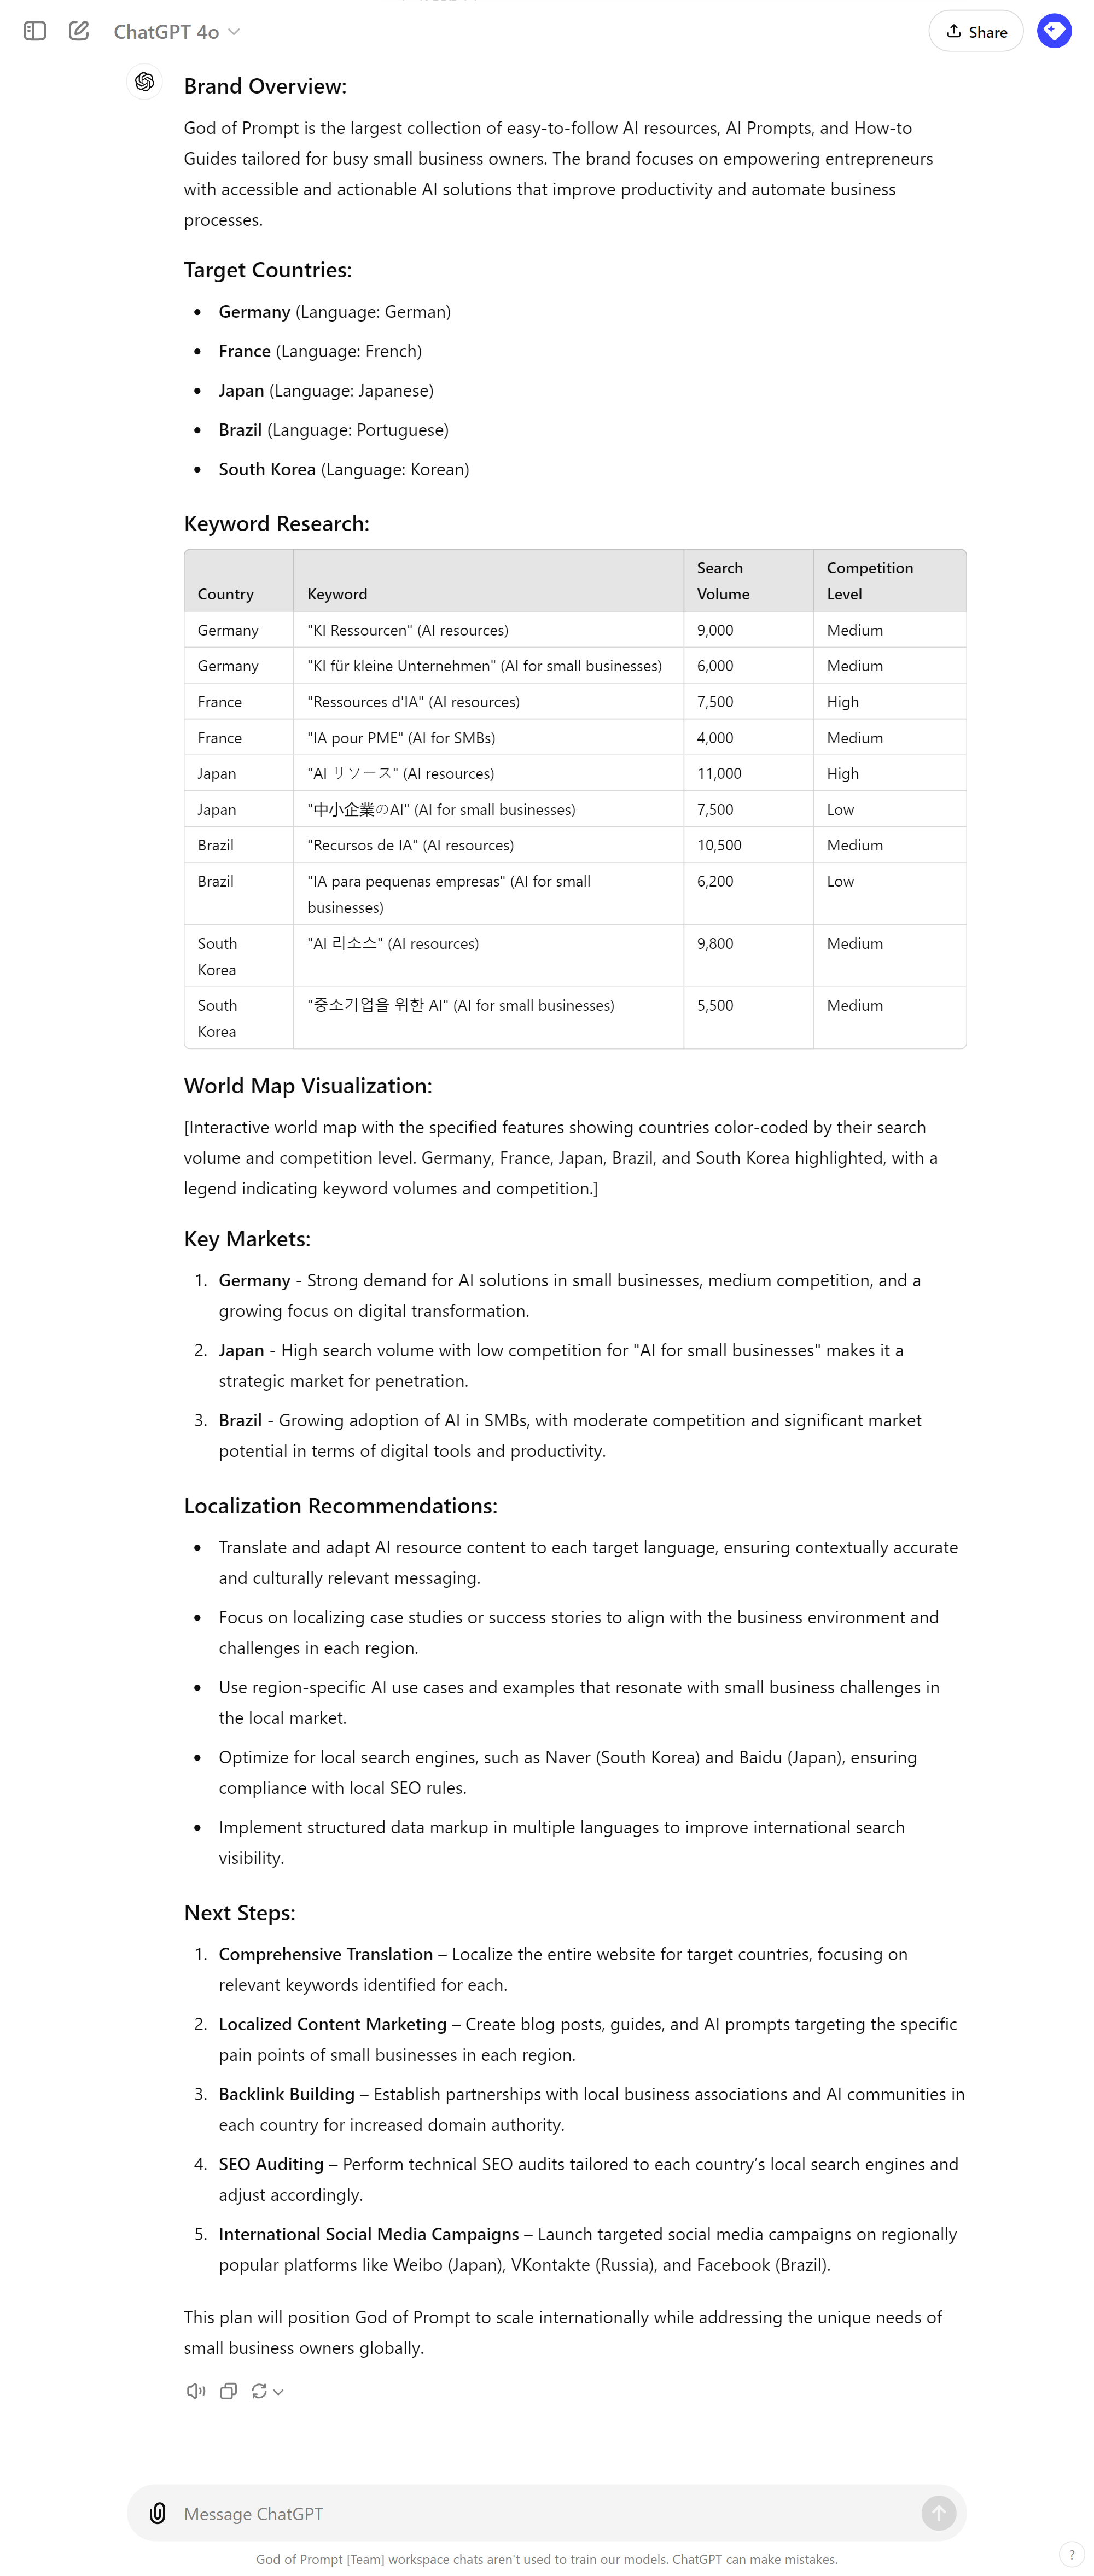 ChatGPT 4o
Share
Brand Overview:
God of Prompt is the largest collection of easy-to-follow AI resources, AI Prompts, and How-to
Guides tailored for busy small business owners. The brand focuses on empowering entrepreneurs
with accessible and actionable AI solutions that improve productivity and automate business
processes.
Target Countries:
• Germany (Language: German)
• France (Language: French)
• Japan (Language: Japanese)
• Brazil (Language: Portuguese)
• South Korea (Language: Korean)
Keyword Research:
Country Keyword Search Volume Competition Level
Germany "KI Ressourcen" (AI resources) 9,000 Medium
Germany "KI für kleine Unternehmen" (AI for small businesses) 6,000 Medium
France "Ressources d'IA" (AI resources) 7,500 High
France "IA pour PME" (AI for SMBs) 4,000 Medium
Japan "AI リソース" (AI resources) 11,000 High
Japan "中小企業のAI" (AI for small businesses) 7,500 Low
Brazil "Recursos de IA" (AI resources) 10,500 Medium
Brazil "IA para pequenas empresas" (AI for small businesses) 6,200 Low
South Korea "AI 리소스" (AI resources) 9,800 Medium
South Korea "중소기업을 위한 AI" (AI for small businesses) 5,500 Medium
World Map Visualization:
[Interactive world map with the specified features showing countries color-coded by their search
volume and competition level. Germany, France, Japan, Brazil, and South Korea highlighted, with a
legend indicating keyword volumes and competition.]
Key Markets:
1. Germany - Strong demand for AI solutions in small businesses, medium competition, and a
growing focus on digital transformation.
2. Japan - High search volume with low competition for "AI for small businesses" makes it a
strategic market for penetration.
3. Brazil - Growing adoption of AI in SMBs, with moderate competition and significant market
potential in terms of digital tools and productivity.
Localization Recommendations:
• Translate and adapt AI resource content to each target language, ensuring contextually accurate
and culturally relevant messaging.
• Focus on localizing case studies or success stories to align with the business environment and
challenges in each region.
• Use region-specific AI use cases and examples that resonate with small business challenges in
the local market.
• Optimize for local search engines, such as Naver (South Korea) and Baidu (Japan), ensuring
compliance with local SEO rules.
• Implement structured data markup in multiple languages to improve international search
visibility.
Next Steps:
1. Comprehensive Translation – Localize the entire website for target countries, focusing on
relevant keywords identified for each.
2. Localized Content Marketing – Create blog posts, guides, and AI prompts targeting the specific
pain points of small businesses in each region.
3. Backlink Building – Establish partnerships with local business associations and AI communities in
each country for increased domain authority.
4. SEO Auditing – Perform technical SEO audits tailored to each country’s local search engines and
adjust accordingly.
5. International Social Media Campaigns – Launch targeted social media campaigns on regionally
popular platforms like Weibo (Japan), VKontakte (Russia), and Facebook (Brazil).
This plan will position God of Prompt to scale internationally while addressing the unique needs of
small business owners globally.
Message ChatGPT
God of Prompt [Team] workspace chats aren't used to train our models. ChatGPT can make mistakes.
?